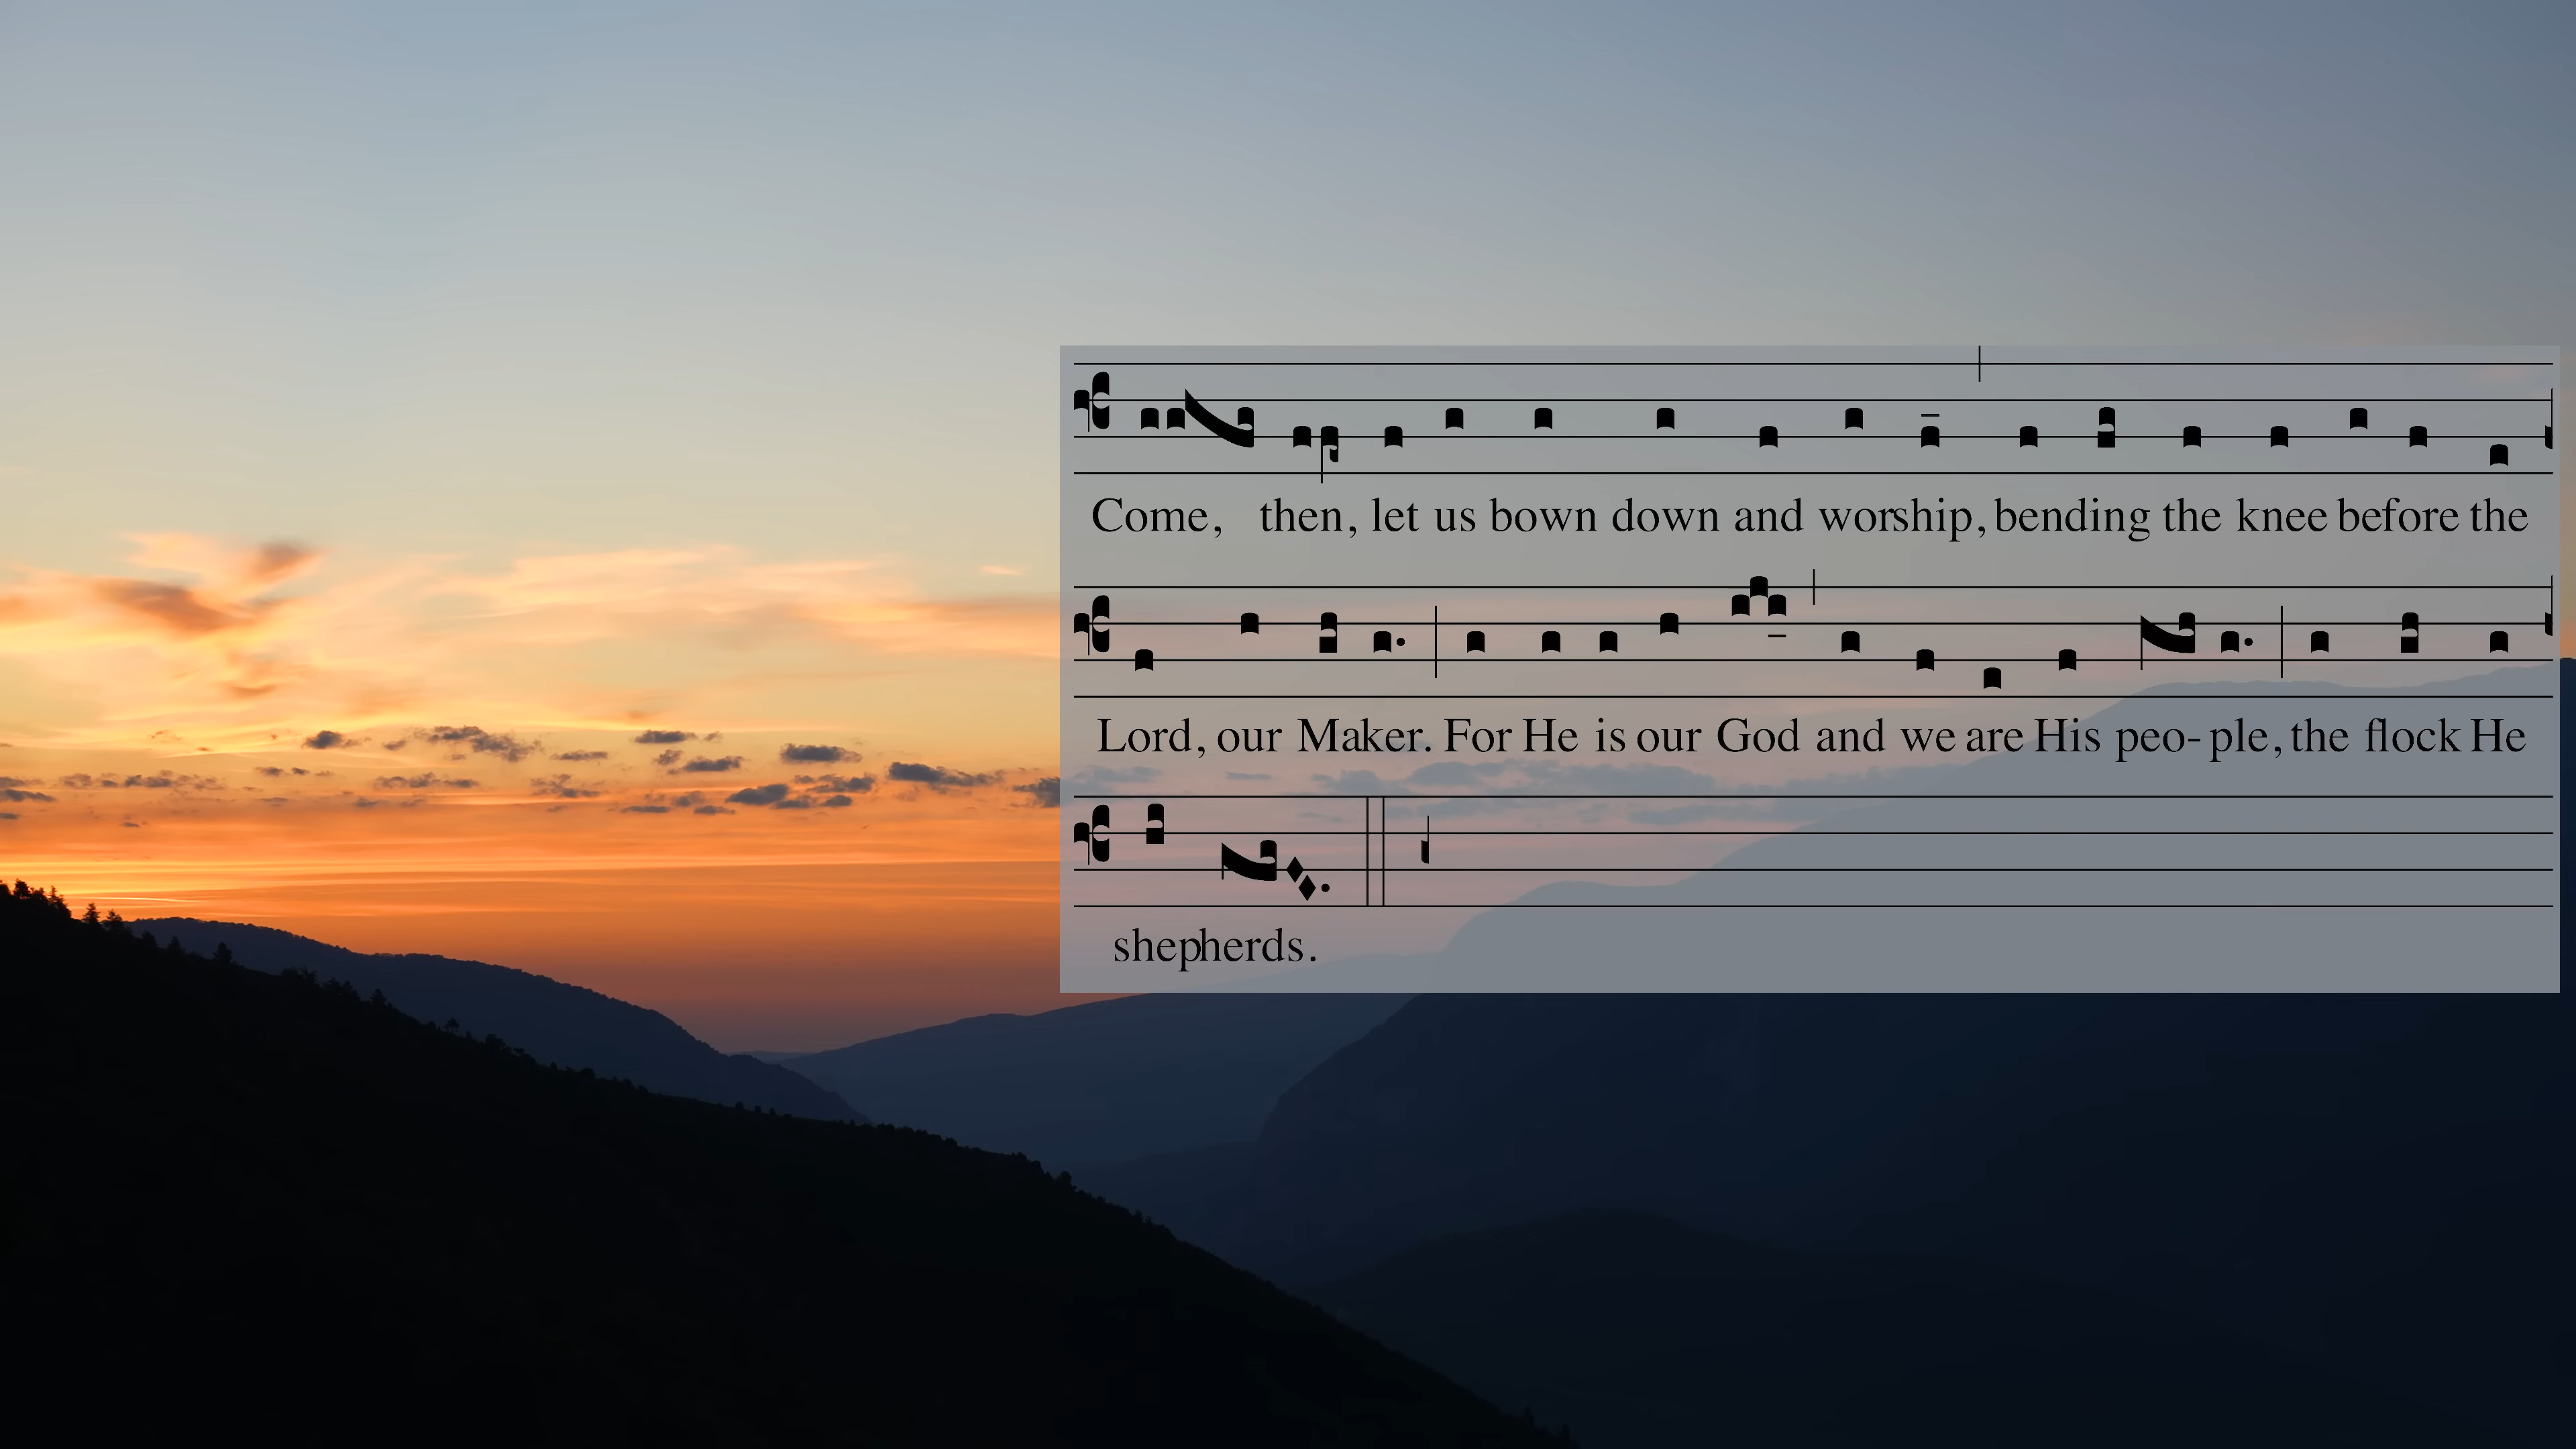 Come, then, let us bown down and worship, bending the knee before the
Lord, our Maker. For He is our God and we are His peo- ple, the flock He
shepherds.